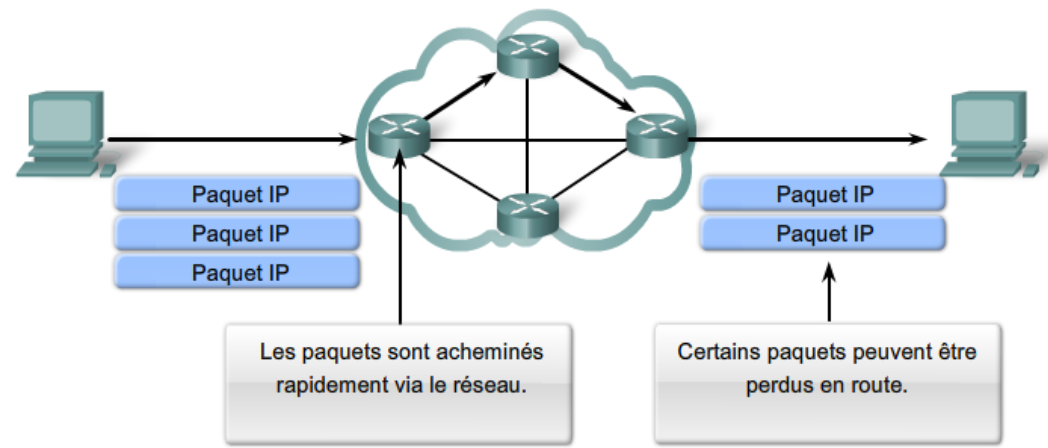 Paquet IP
Paquet IP
Paquet IP
Paquet IP
Paquet IP
Les paquets sont acheminés
rapidement via le réseau.
Certains paquets peuvent être
perdus en route.